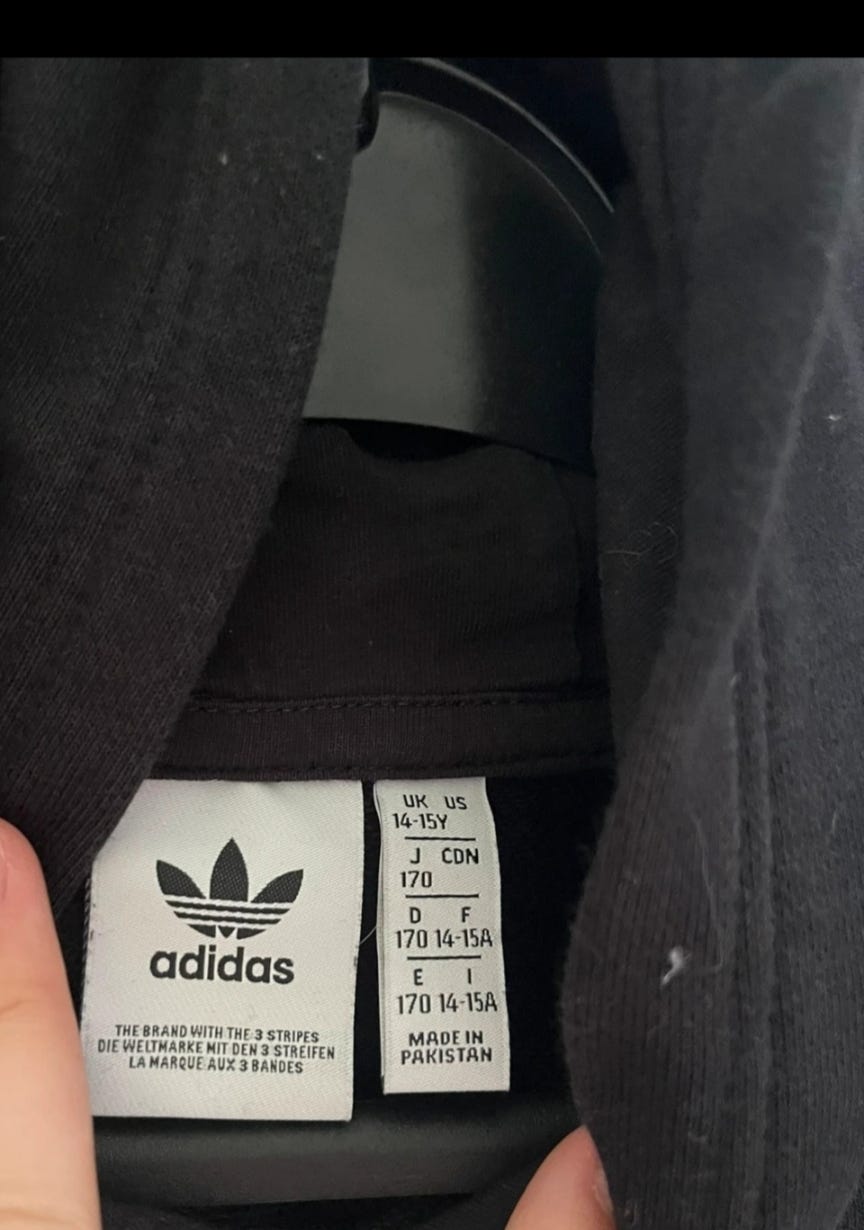 adidas
THE BRAND WITH THE 3 STRIPES
DIE WELTMARKE MIT DEN 3 STREIFEN
LA MARQUE AUX 3 BANDES
UK US
14-15Y
J CDN
170
D F
170 14-15A
E I
170 14-15A
MADE IN
PAKISTAN